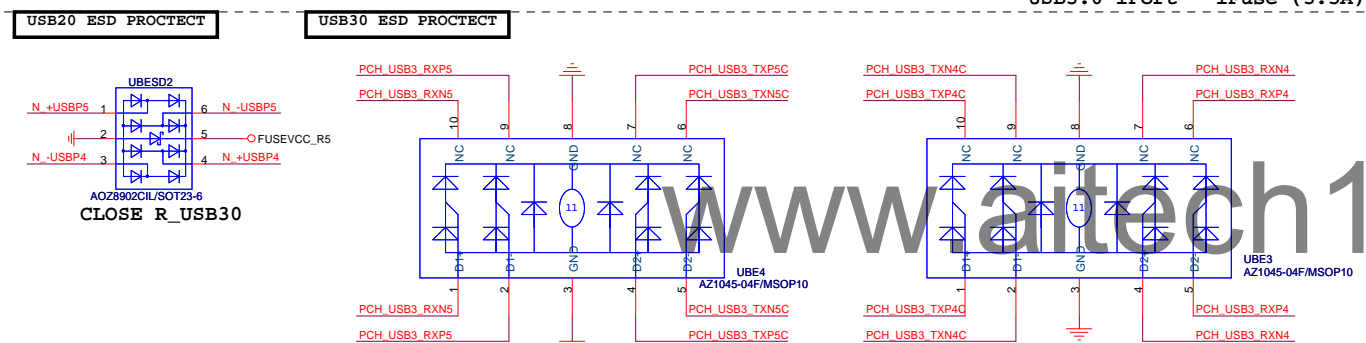 USB20 ESD PROCTECT
USB30 ESD PROCTECT
UBESD2
N_+USBP5 1
6 N_-USBP5
2
5 FUSEVCC_R5
N_-USBP4 3
4 N_+USBP4
AOZ8902CIL/SOT23-6
CLOSE R_USB30
PCH_USB3_RXP5
PCH_USB3_TXP5C
PCH_USB3_RXN5
PCH_USB3_TXN5C
10 9 8 7 6
NC NC GND NC NC
11
D1+ D1- GND D2+ D2-
1 2 3 4 5
UBE4
AZ1045-04F/MSOP10
PCH_USB3_RXN5
PCH_USB3_TXN5C
PCH_USB3_RXP5
PCH_USB3_TXP5C
PCH_USB3_TXN4C
PCH_USB3_RXN4
PCH_USB3_TXP4C
PCH_USB3_RXP4
10 9 8 7 6
NC NC GND NC NC
11
D1+ D1- GND D2+ D2-
1 2 3 4 5
UBE3
AZ1045-04F/MSOP10
PCH_USB3_TXP4C
PCH_USB3_RXP4
PCH_USB3_TXN4C
PCH_USB3_RXN4
www.aitech1